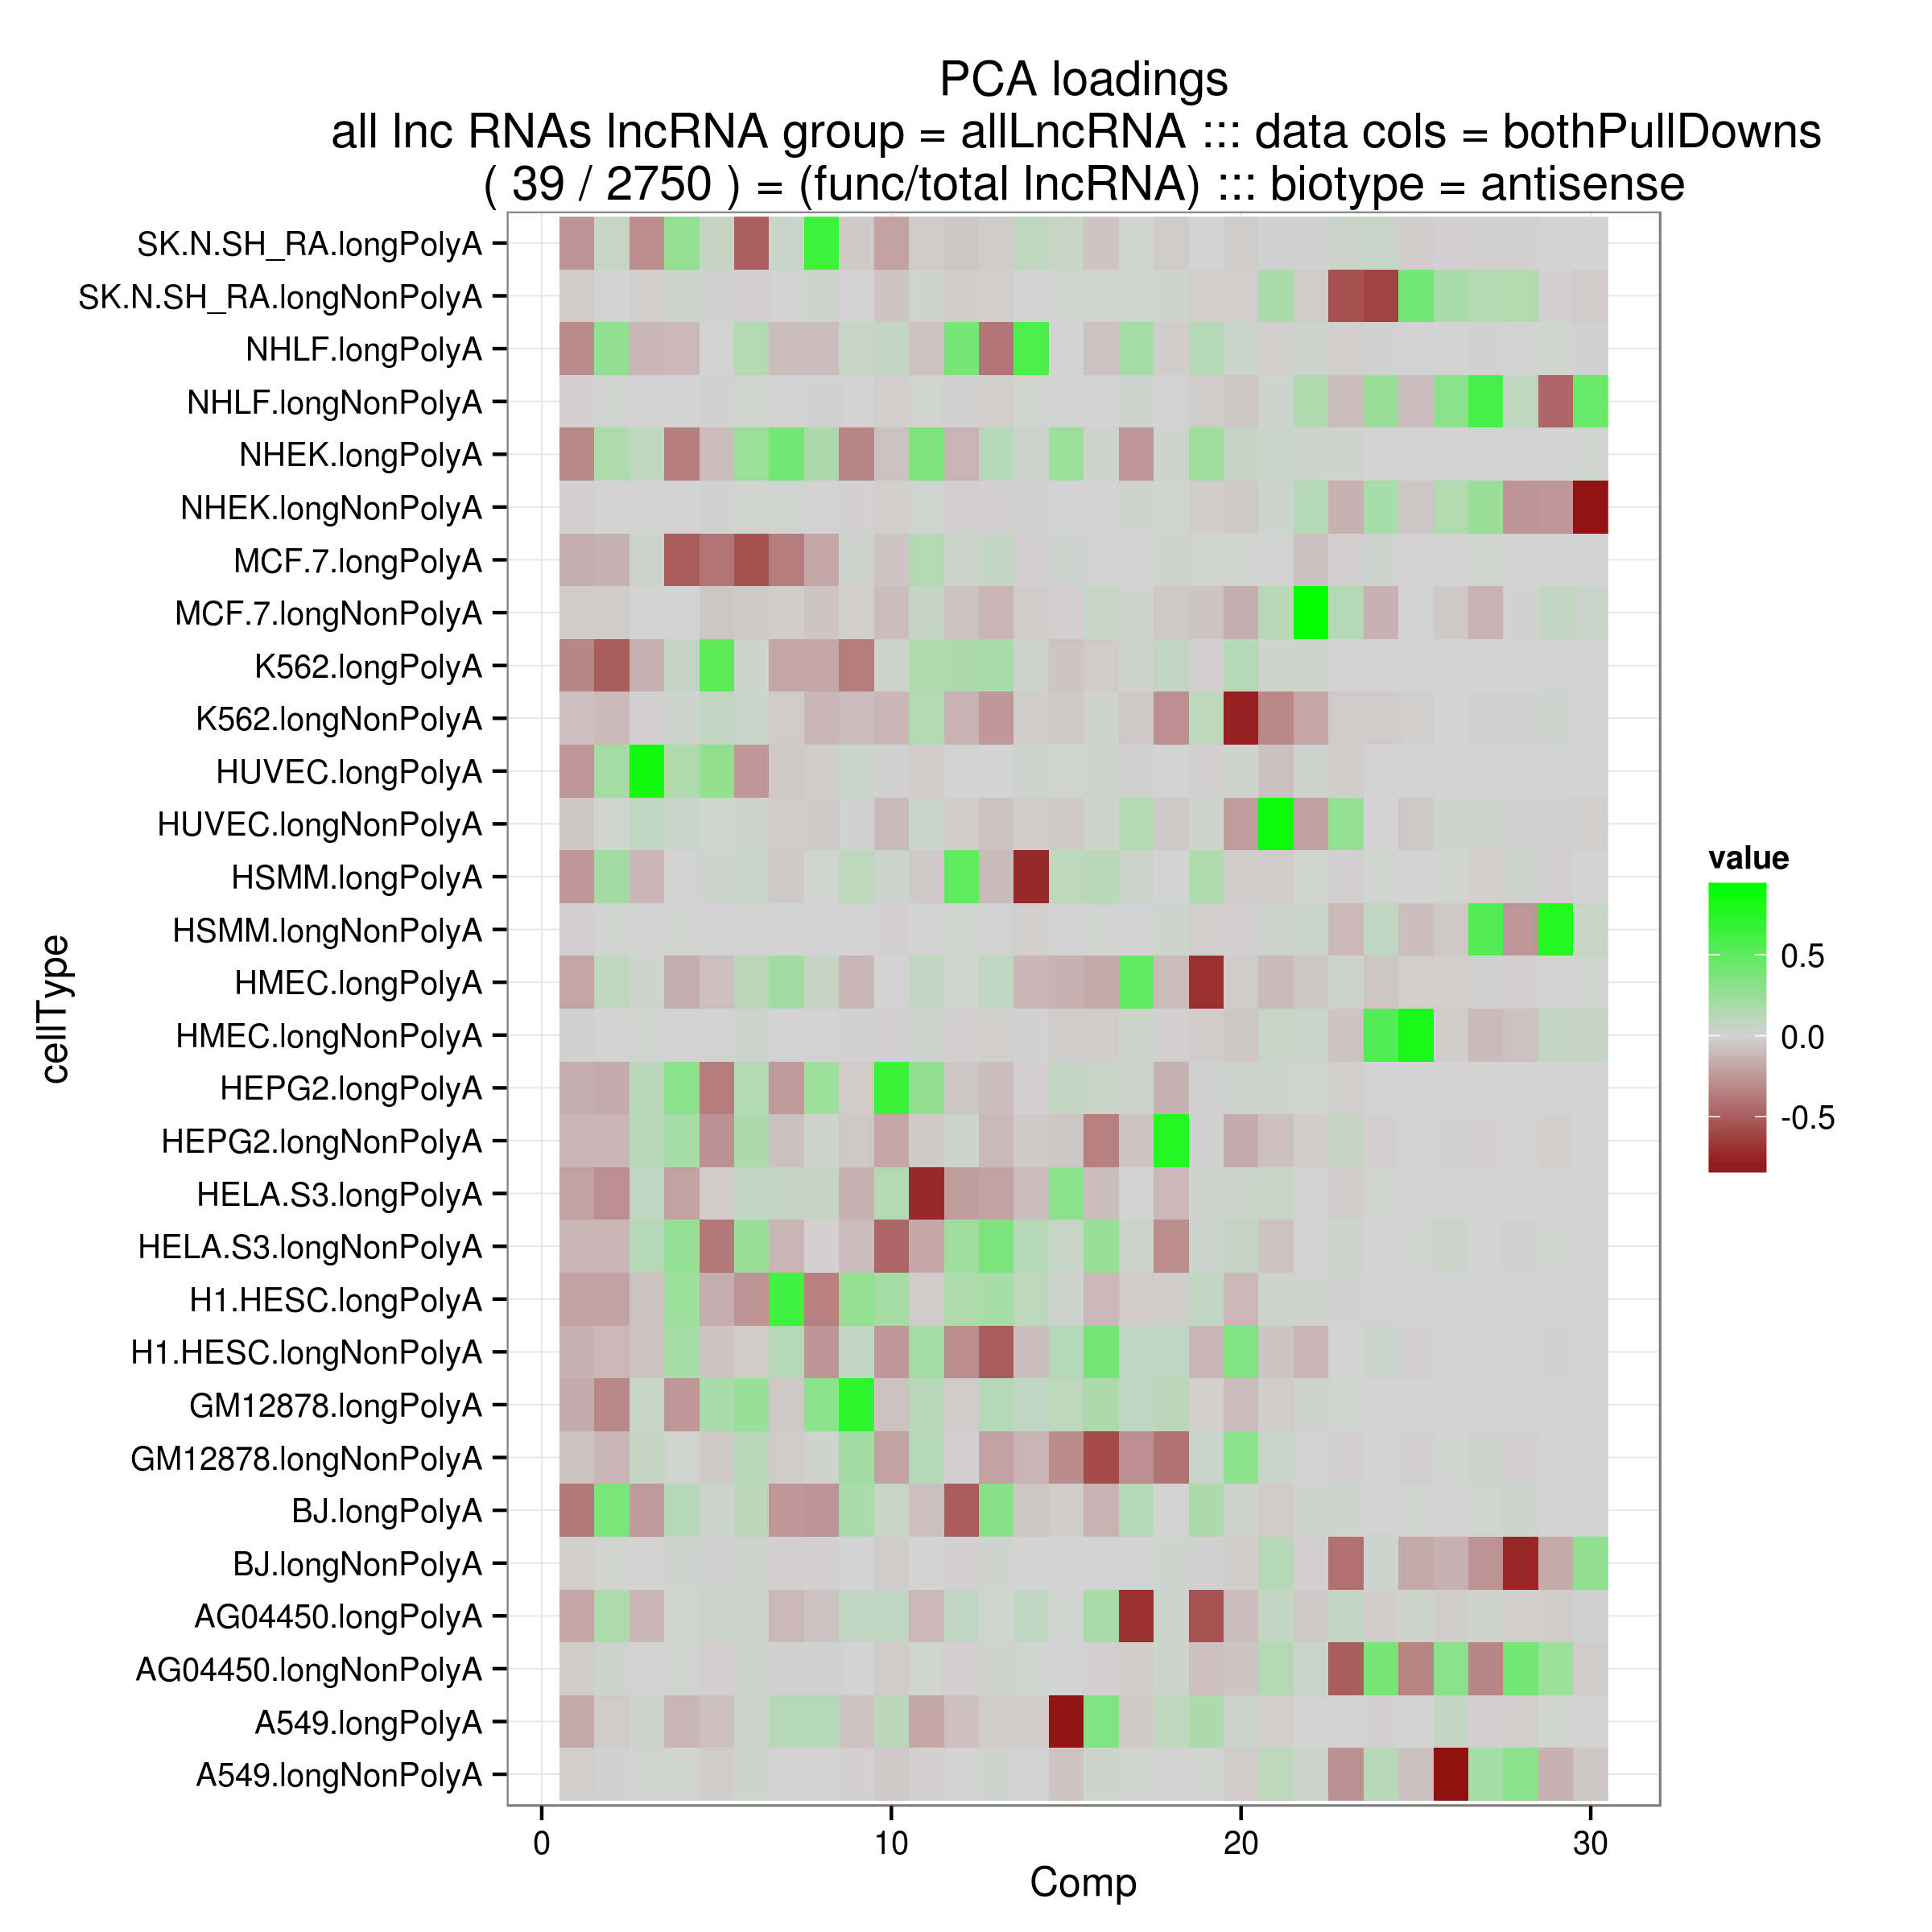 PCA loadings
all lnc RNAs lncRNA group = allLncRNA ::: data cols = bothPullDowns
( 39 / 2750 ) = (func/total lncRNA) ::: biotype = antisense
SK.N.SH_RA.longPolyA
SK.N.SH_RA.longNonPolyA
NHLF.longPolyA
NHLF.longNonPolyA
NHEK.longPolyA
NHEK.longNonPolyA
MCF.7.longPolyA
MCF.7.longNonPolyA
K562.longPolyA
K562.longNonPolyA
HUVEC.longPolyA
HUVEC.longNonPolyA
HSMM.longPolyA
HSMM.longNonPolyA
HMEC.longPolyA
HMEC.longNonPolyA
HEPG2.longPolyA
HEPG2.longNonPolyA
HELA.S3.longPolyA
HELA.S3.longNonPolyA
H1.HESC.longPolyA
H1.HESC.longNonPolyA
GM12878.longPolyA
GM12878.longNonPolyA
BJ.longPolyA
BJ.longNonPolyA
AG04450.longPolyA
AG04450.longNonPolyA
A549.longPolyA
A549.longNonPolyA
cellType
0 10 20 30
Comp
value
0.5
0.0
-0.5